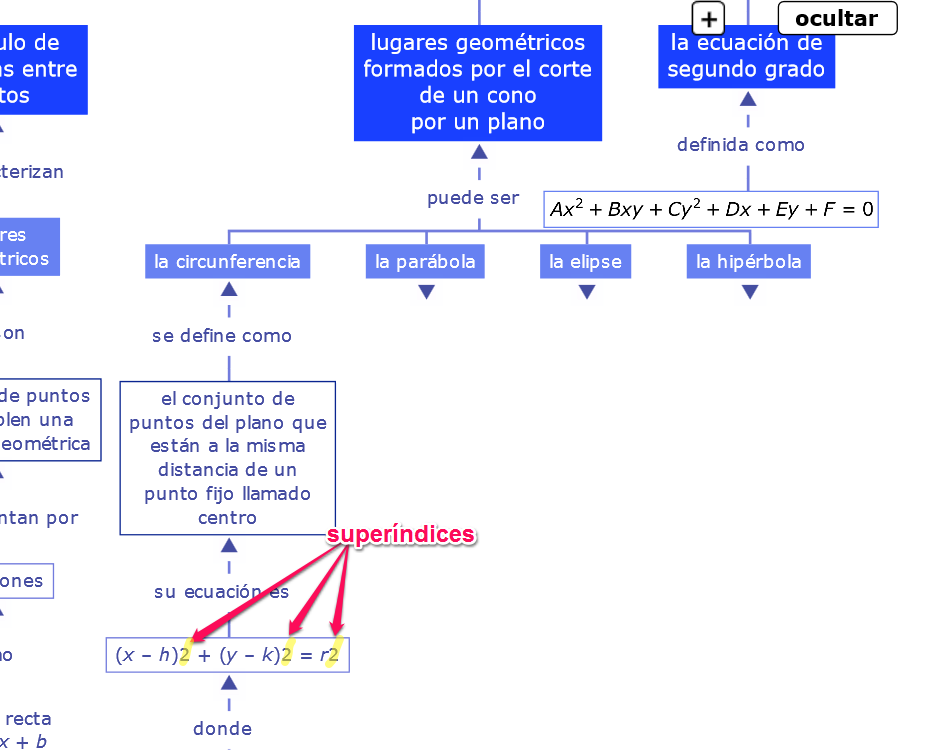 +
ocultar
ulo de
s entre
tos
lugares geométricos
formados por el corte
de un cono
por un plano
la ecuación de
segundo grado
terizan
puede ser
definida como
Ax² + Bxy + Cy² + Dx + Ey + F = 0
res
tricos
la circunferencia
la parábola
la elipse
la hipérbola
on
se define como
de puntos
olen una
eométrica
el conjunto de
puntos del plano que
están a la misma
distancia de un
punto fijo llamado
centro
ntan por
superíndices
ones
su ecuación es
o
(x – h)2 + (y – k)2 = r2
recta
x + b
donde